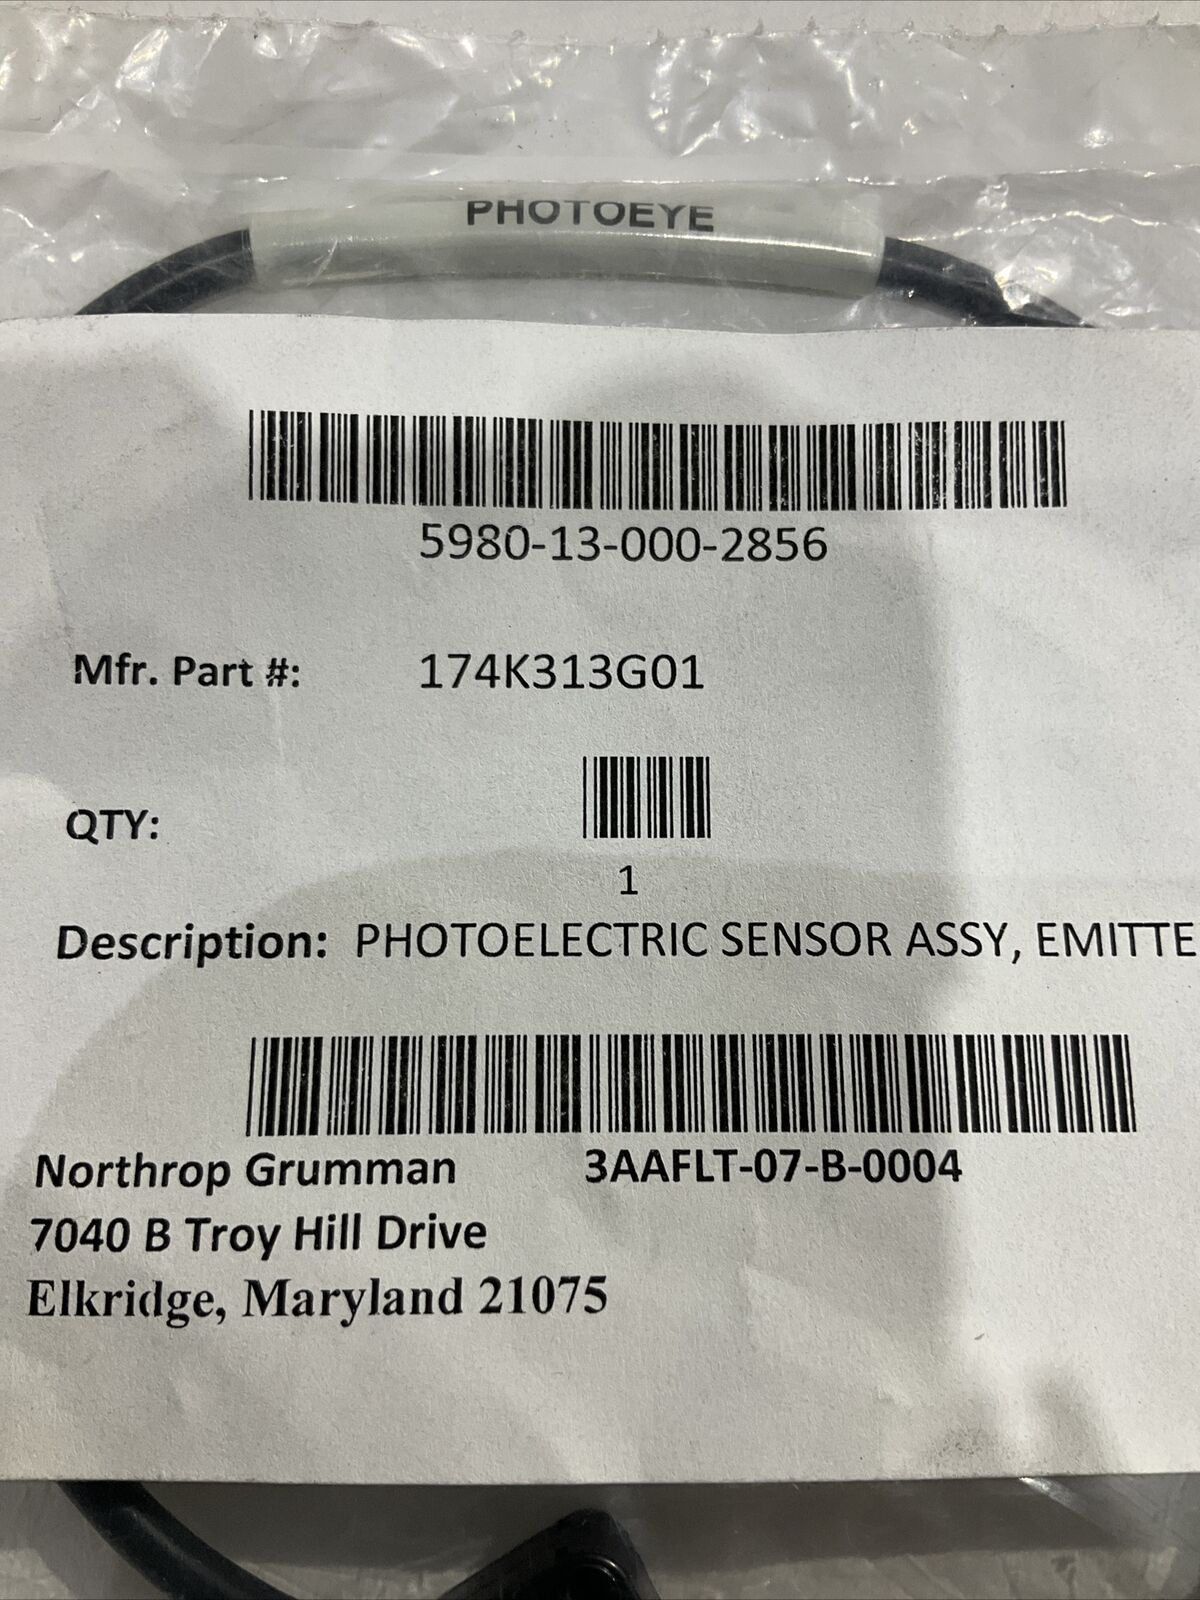 PHOTOEYE
5980-13-000-2856
Mfr. Part #: 174K313G01
QTY:
1
Description: PHOTOELECTRIC SENSOR ASSY, EMITTE
Northrop Grumman 3AAFLT-07-B-0004
7040 B Troy Hill Drive
Elkridge, Maryland 21075